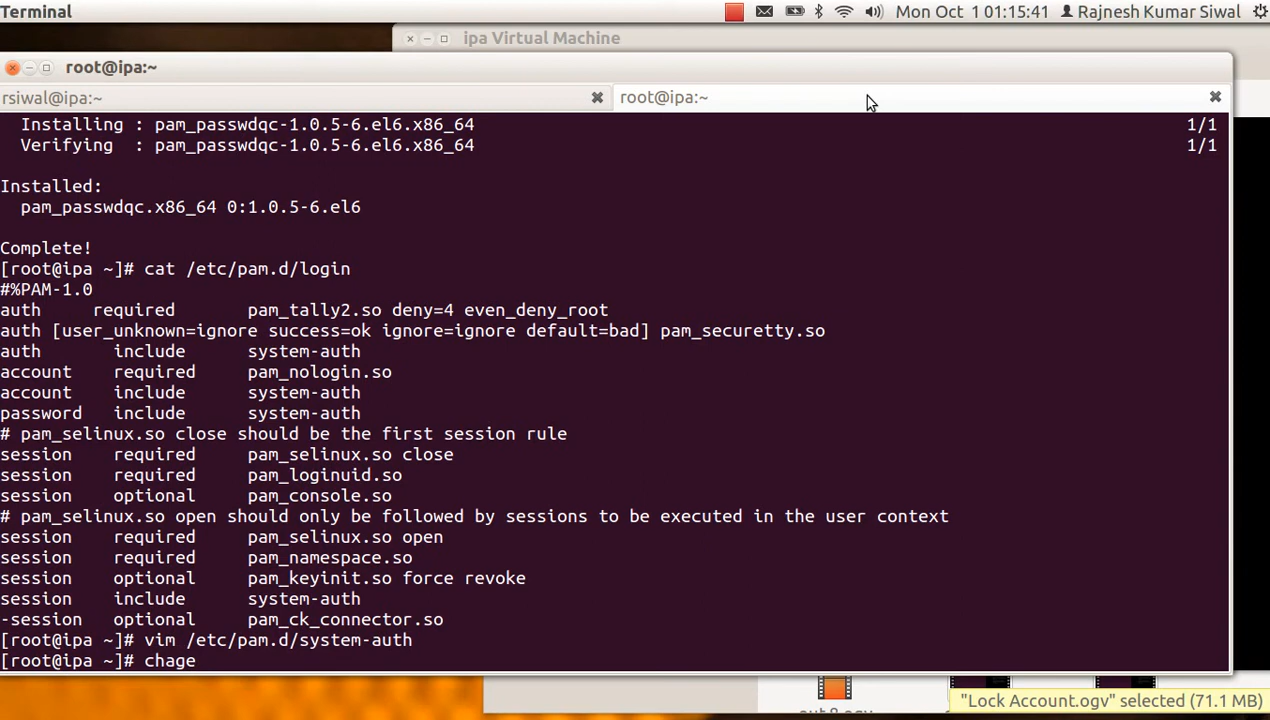 Terminal
Mon Oct 1 01:15:41 Rajnesh Kumar Siwal
ipa Virtual Machine
root@ipa:~
rsiwal@ipa:~ root@ipa:~
Installing : pam_passwdqc-1.0.5-6.el6.x86_64 1/1
Verifying : pam_passwdqc-1.0.5-6.el6.x86_64 1/1
Installed:
pam_passwdqc.x86_64 0:1.0.5-6.el6
Complete!
[root@ipa ~]# cat /etc/pam.d/login
#%PAM-1.0
auth required pam_tally2.so deny=4 even_deny_root
auth [user_unknown=ignore success=ok ignore=ignore default=bad] pam_securetty.so
auth include system-auth
account required pam_nologin.so
account include system-auth
password include system-auth
# pam_selinux.so close should be the first session rule
session required pam_selinux.so close
session required pam_loginuid.so
session optional pam_console.so
# pam_selinux.so open should only be followed by sessions to be executed in the user context
session required pam_selinux.so open
session required pam_namespace.so
session optional pam_keyinit.so force revoke
session include system-auth
-session optional pam_ck_connector.so
[root@ipa ~]# vim /etc/pam.d/system-auth
[root@ipa ~]# chage
"Lock Account.ogv" selected (71.1 MB)